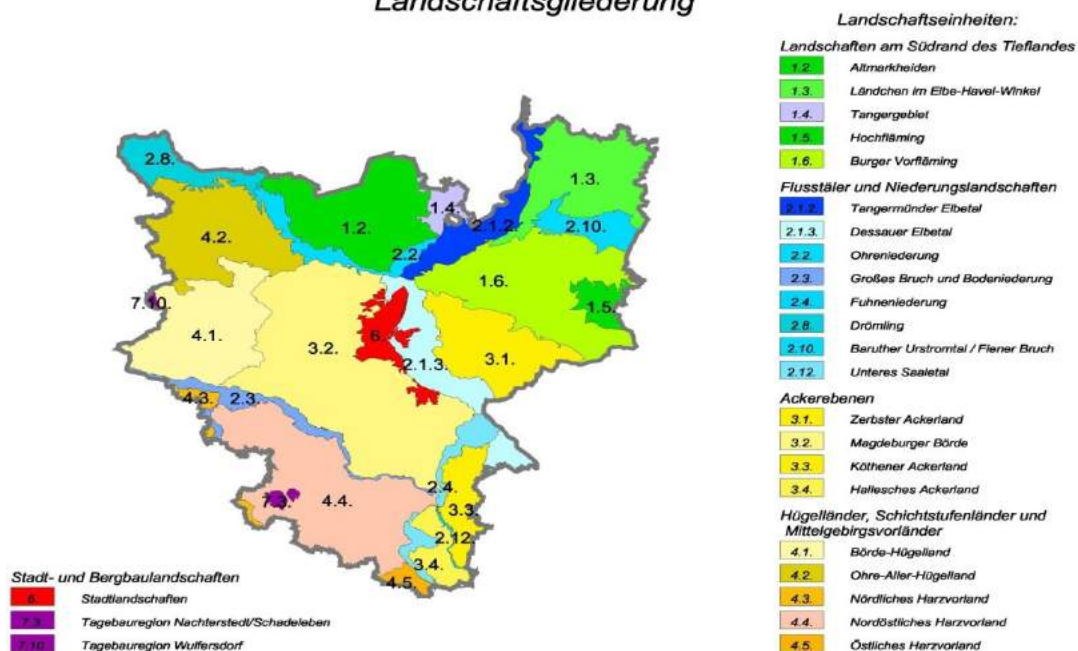 Landschaftsgliederung
Landschaftseinheiten:
Landschaften am Südrand des Tieflandes
1.2. Altmarkheiden
1.3. Ländchen im Elbe-Havel-Winkel
1.4. Tangergebiet
1.5. Hochfläming
1.6. Burger Vorfläming
Flusstäler und Niederungslandschaften
2.1.2. Tangermünder Elbetal
2.1.3. Dessauer Elbetal
2.2. Ohreniederung
2.3. Großes Bruch und Bodeniederung
2.4. Fuhneniederung
2.8. Drömling
2.10. Baruther Urstromtal / Fiener Bruch
2.12. Unteres Saaletal
Ackerebenen
3.1. Zerbster Ackerland
3.2. Magdeburger Börde
3.3. Köthener Ackerland
3.4. Hallesches Ackerland
Hügelländer, Schichtstufenländer und
Mittelgebirgsvorländer
4.1. Börde-Hügelland
4.2. Ohre-Aller-Hügelland
4.3. Nördliches Harzvorland
4.4. Nordöstliches Harzvorland
4.5. Östliches Harzvorland
2.8.
1.3.
1.4.
1.2.
2.1.2.
2.10.
4.2.
2.2.
1.6.
7.10.
1.5.
4.1.
3.2.
6.
2.1.3.
3.1.
4.3.
2.3.
2.4.
7.3.
4.4.
3.3.
2.12.
3.4.
4.5.
Stadt- und Bergbaulandschaften
6. Stadtlandschaften
7.3. Tagebauregion Nachterstedt/Schadeleben
7.10. Tagebauregion Wulfersdorf